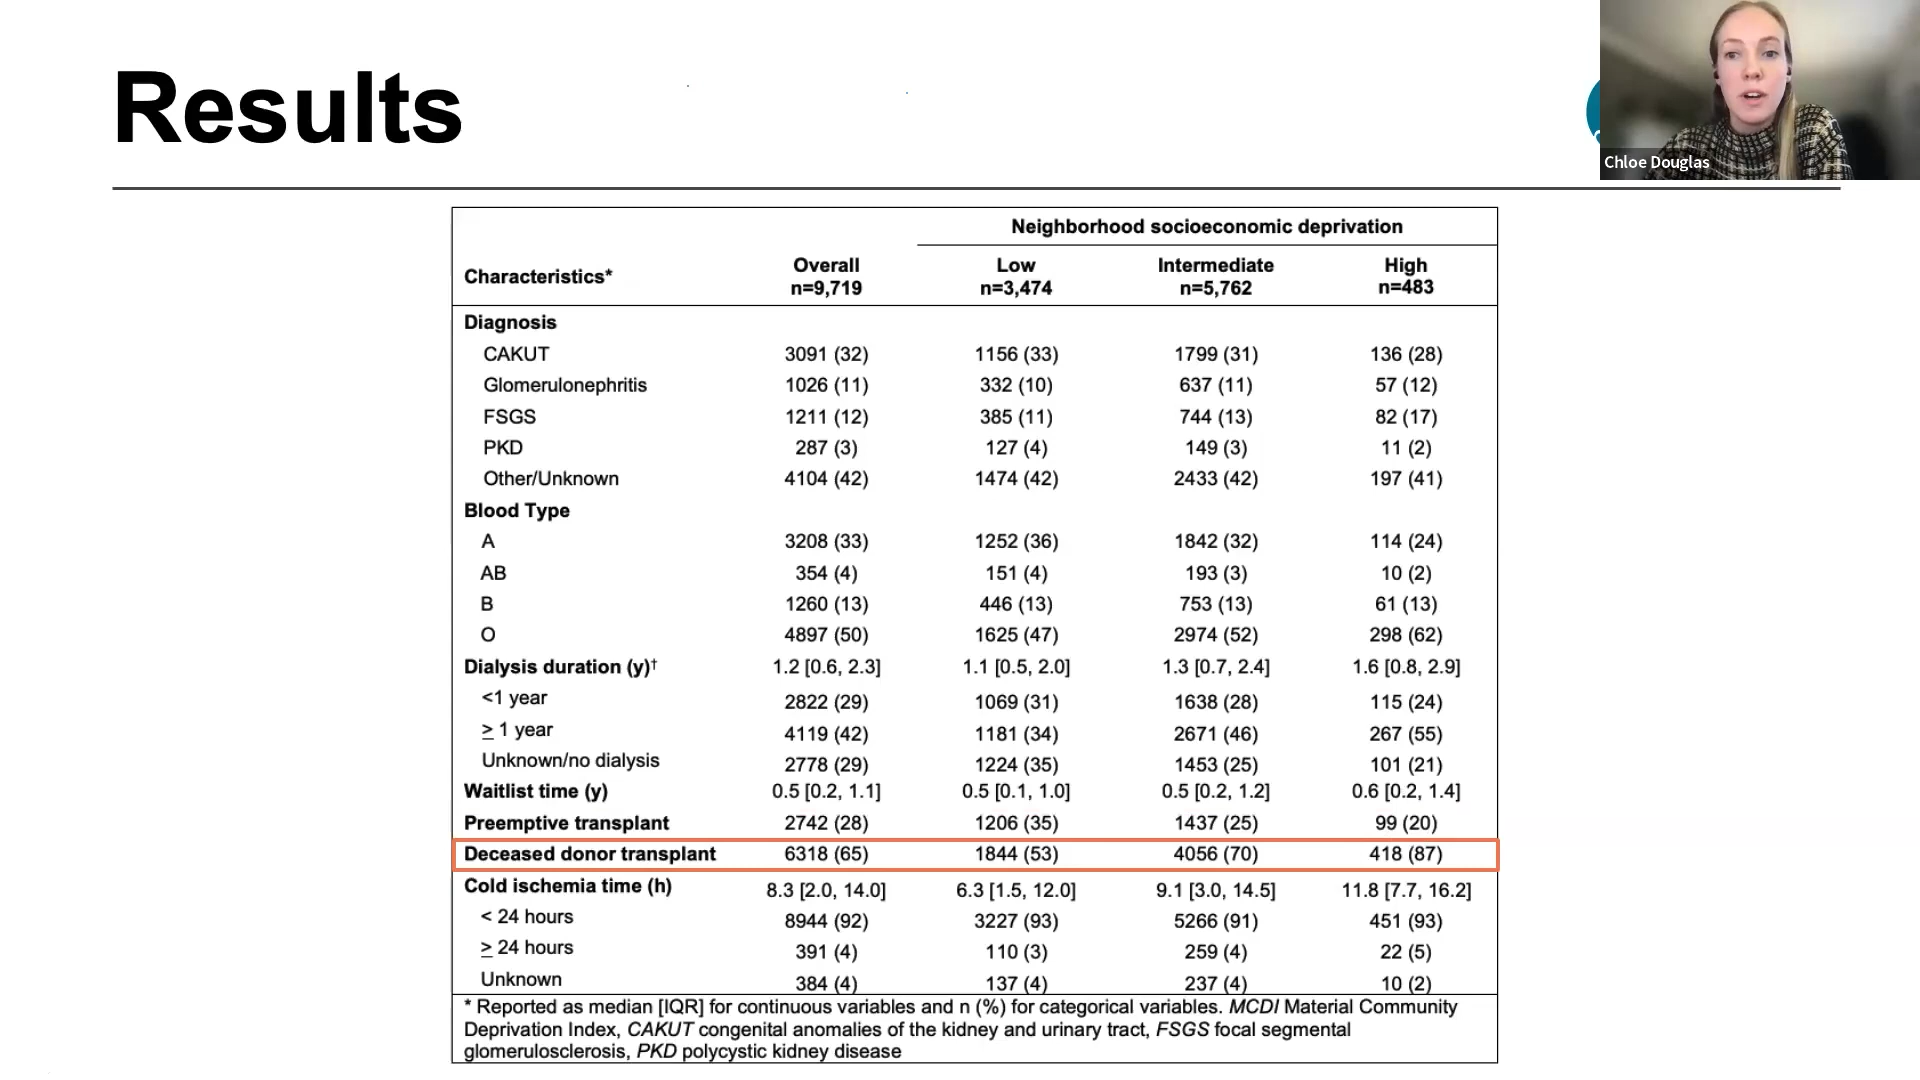 Results
Chloe Douglas
Neighborhood socioeconomic deprivation
Characteristics* Overall n=9,719 Low n=3,474 Intermediate n=5,762 High n=483
Diagnosis
CAKUT 3091 (32) 1156 (33) 1799 (31) 136 (28)
Glomerulonephritis 1026 (11) 332 (10) 637 (11) 57 (12)
FSGS 1211 (12) 385 (11) 744 (13) 82 (17)
PKD 287 (3) 127 (4) 149 (3) 11 (2)
Other/Unknown 4104 (42) 1474 (42) 2433 (42) 197 (41)
Blood Type
A 3208 (33) 1252 (36) 1842 (32) 114 (24)
AB 354 (4) 151 (4) 193 (3) 10 (2)
B 1260 (13) 446 (13) 753 (13) 61 (13)
O 4897 (50) 1625 (47) 2974 (52) 298 (62)
Dialysis duration (y)† 1.2 [0.6, 2.3] 1.1 [0.5, 2.0] 1.3 [0.7, 2.4] 1.6 [0.8, 2.9]
<1 year 2822 (29) 1069 (31) 1638 (28) 115 (24)
≥ 1 year 4119 (42) 1181 (34) 2671 (46) 267 (55)
Unknown/no dialysis 2778 (29) 1224 (35) 1453 (25) 101 (21)
Waitlist time (y) 0.5 [0.2, 1.1] 0.5 [0.1, 1.0] 0.5 [0.2, 1.2] 0.6 [0.2, 1.4]
Preemptive transplant 2742 (28) 1206 (35) 1437 (25) 99 (20)
Deceased donor transplant 6318 (65) 1844 (53) 4056 (70) 418 (87)
Cold ischemia time (h) 8.3 [2.0, 14.0] 6.3 [1.5, 12.0] 9.1 [3.0, 14.5] 11.8 [7.7, 16.2]
< 24 hours 8944 (92) 3227 (93) 5266 (91) 451 (93)
≥ 24 hours 391 (4) 110 (3) 259 (4) 22 (5)
Unknown 384 (4) 137 (4) 237 (4) 10 (2)
* Reported as median [IQR] for continuous variables and n (%) for categorical variables. MCDI Material Community
Deprivation Index, CAKUT congenital anomalies of the kidney and urinary tract, FSGS focal segmental
glomerulosclerosis, PKD polycystic kidney disease